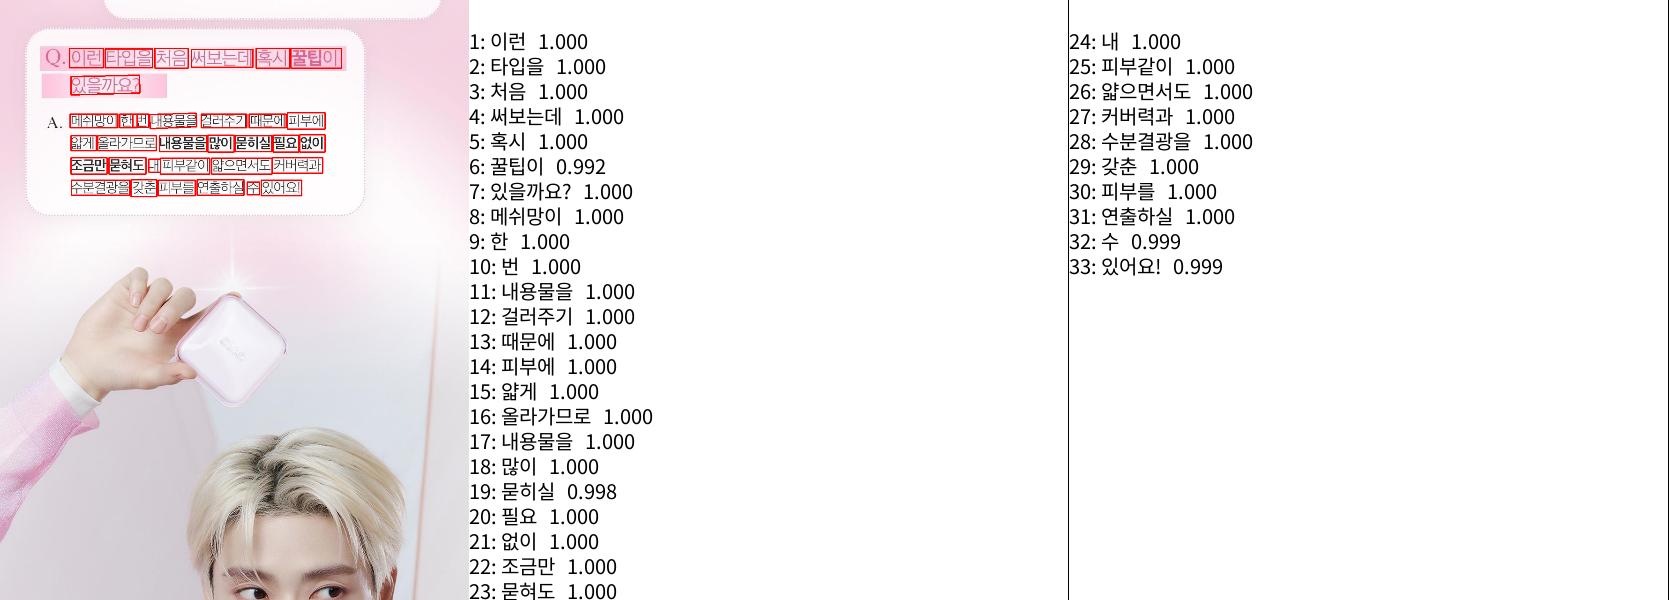 Q. 이런 타입을 처음 써보는데 혹시 꿀팁이
있을까요?
A. 메쉬망이 한 번 내용물을 걸러주기 때문에 피부에
얇게 올라가므로 내용물을 많이 묻히실 필요 없이
조금만 묻혀도 내 피부같이 얇으면서도 커버력과
수분결광을 갖춘 피부를 연출하실 수 있어요!
1: 이런 1.000
2: 타입을 1.000
3: 처음 1.000
4: 써보는데 1.000
5: 혹시 1.000
6: 꿀팁이 0.992
7: 있을까요? 1.000
8: 메쉬망이 1.000
9: 한 1.000
10: 번 1.000
11: 내용물을 1.000
12: 걸러주기 1.000
13: 때문에 1.000
14: 피부에 1.000
15: 얇게 1.000
16: 올라가므로 1.000
17: 내용물을 1.000
18: 많이 1.000
19: 묻히실 0.998
20: 필요 1.000
21: 없이 1.000
22: 조금만 1.000
23: 묻혀도 1.000
24: 내 1.000
25: 피부같이 1.000
26: 얇으면서도 1.000
27: 커버력과 1.000
28: 수분결광을 1.000
29: 갖춘 1.000
30: 피부를 1.000
31: 연출하실 1.000
32: 수 0.999
33: 있어요! 0.999